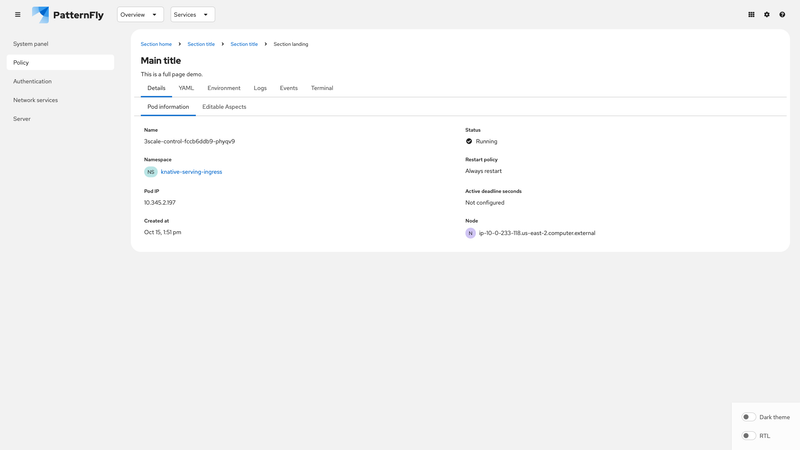 PatternFly
Overview
Services
System panel
Policy
Authentication
Network services
Server
Section home
Section title
Section title
Section landing
Main title
This is a full page demo.
Details
YAML
Environment
Logs
Events
Terminal
Pod information
Editable Aspects
Name
3scale-control-fccb6ddb9-phyqv9
Status
Running
Namespace
NS knative-serving-ingress
Restart policy
Always restart
Pod IP
10.345.2.197
Active deadline seconds
Not configured
Created at
Oct 15, 1:51 pm
Node
N ip-10-0-233-118.us-east-2.computer.external
Dark theme
RTL